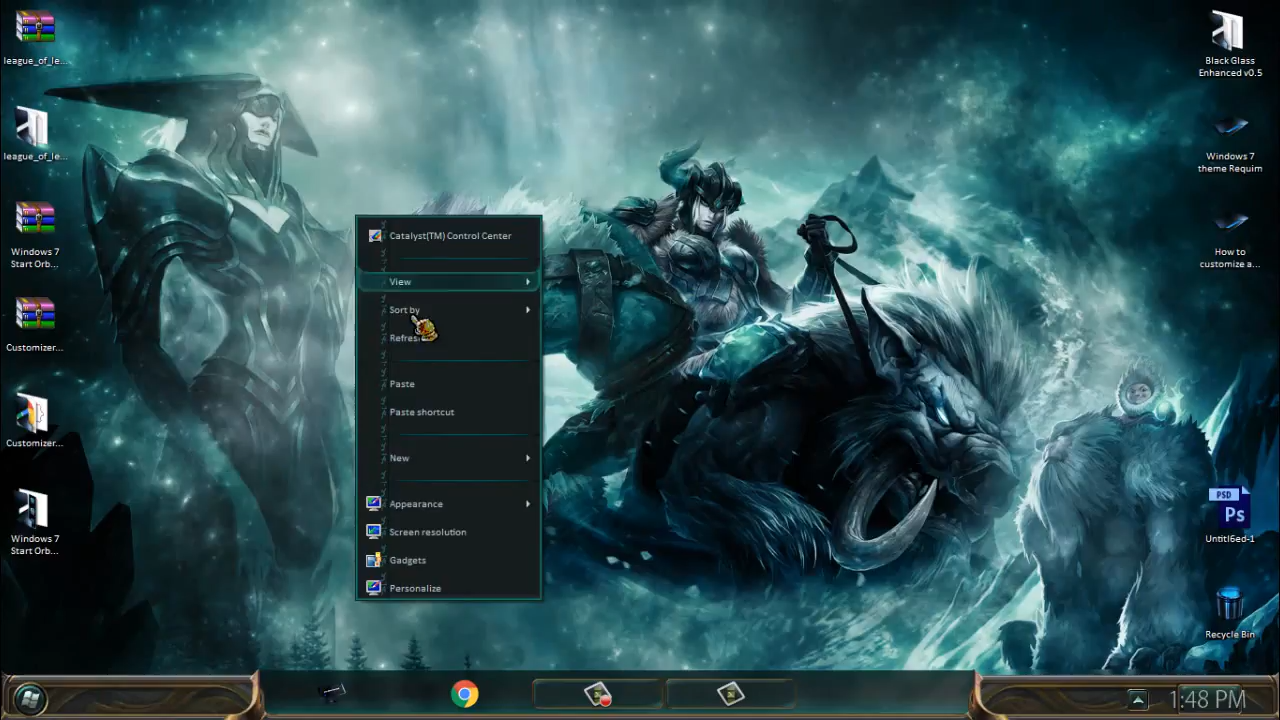 league_of_le...
league_of_le...
Windows 7
Start Orb...
Customizer...
Customizer...
Windows 7
Start Orb...
Catalyst(TM) Control Center
View
Sort by
Refres
Paste
Paste shortcut
New
Appearance
Screen resolution
Gadgets
Personalize
Black Glass
Enhanced v0.5
Windows 7
theme Requim
How to
customize a...
PSD
Ps
Untitl6ed-1
Recycle Bin
1:48 PM